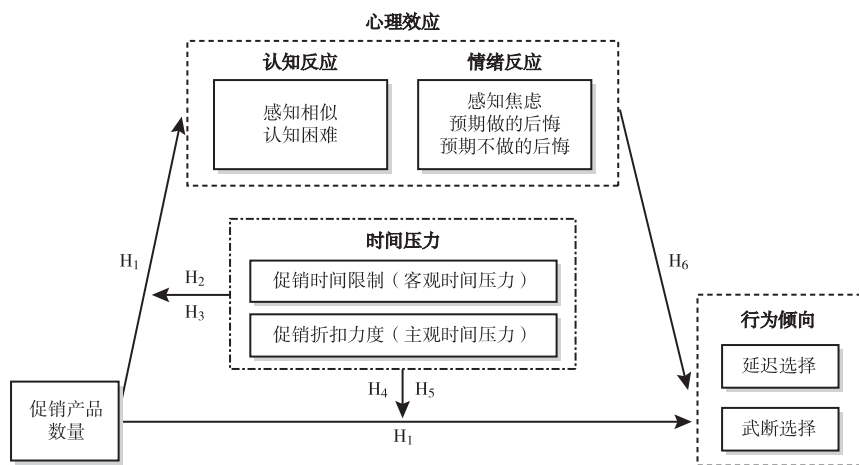 心理效应
认知反应
情绪反应
感知相似
认知困难
感知焦虑
预期做的后悔
预期不做的后悔
时间压力
促销时间限制（客观时间压力）
促销折扣力度（主观时间压力）
H1
H2
H3
H6
行为倾向
延迟选择
武断选择
H4
H5
促销产品
数量
H1